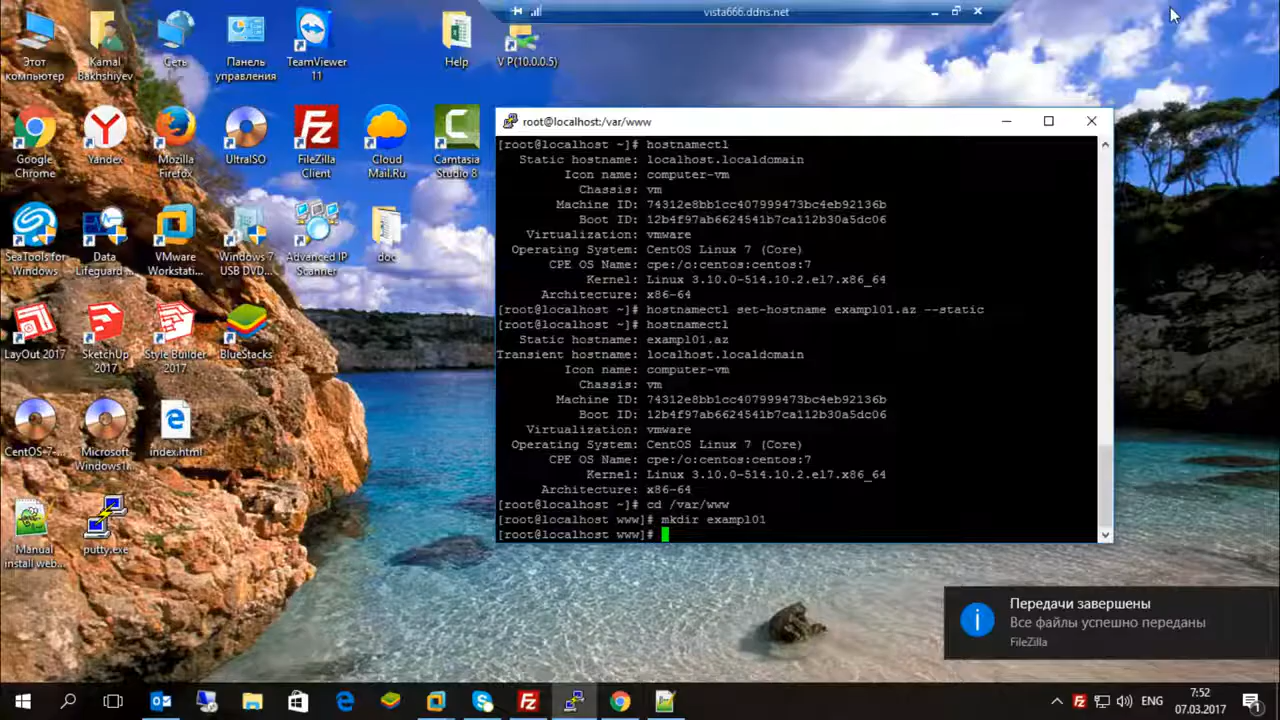 vista666.ddns.net
Этот компьютер
Kamal Bakhshiyev
Сеть
Панель управления
TeamViewer 11
Help
V P(10.0.0.5)
Google Chrome
Yandex
Mozilla Firefox
UltraISO
FileZilla Client
Cloud Mail.Ru
Camtasia Studio 8
SeaTools for Windows
Data Lifeguard ...
VMware Workstati...
Windows 7 USB DVD...
Advanced IP Scanner
doc
LayOut 2017
SketchUp 2017
Style Builder 2017
BlueStacks
CentOS-7-...
Microsoft Windows1...
index.html
Manual install web...
putty.exe
root@localhost:/var/www
[root@localhost ~]# hostnamectl
Static hostname: localhost.localdomain
Icon name: computer-vm
Chassis: vm
Machine ID: 74312e8bb1cc407999473bc4eb92136b
Boot ID: 12b4f97ab6624541b7ca112b30a5dc06
Virtualization: vmware
Operating System: CentOS Linux 7 (Core)
CPE OS Name: cpe:/o:centos:centos:7
Kernel: Linux 3.10.0-514.10.2.el7.x86_64
Architecture: x86-64
[root@localhost ~]# hostnamectl set-hostname exampl01.az --static
[root@localhost ~]# hostnamectl
Static hostname: exampl01.az
Transient hostname: localhost.localdomain
Icon name: computer-vm
Chassis: vm
Machine ID: 74312e8bb1cc407999473bc4eb92136b
Boot ID: 12b4f97ab6624541b7ca112b30a5dc06
Virtualization: vmware
Operating System: CentOS Linux 7 (Core)
CPE OS Name: cpe:/o:centos:centos:7
Kernel: Linux 3.10.0-514.10.2.el7.x86_64
Architecture: x86-64
[root@localhost ~]# cd /var/www
[root@localhost www]# mkdir exampl01
[root@localhost www]#
Передачи завершены
Все файлы успешно переданы
FileZilla
ENG
7:52
07.03.2017
1